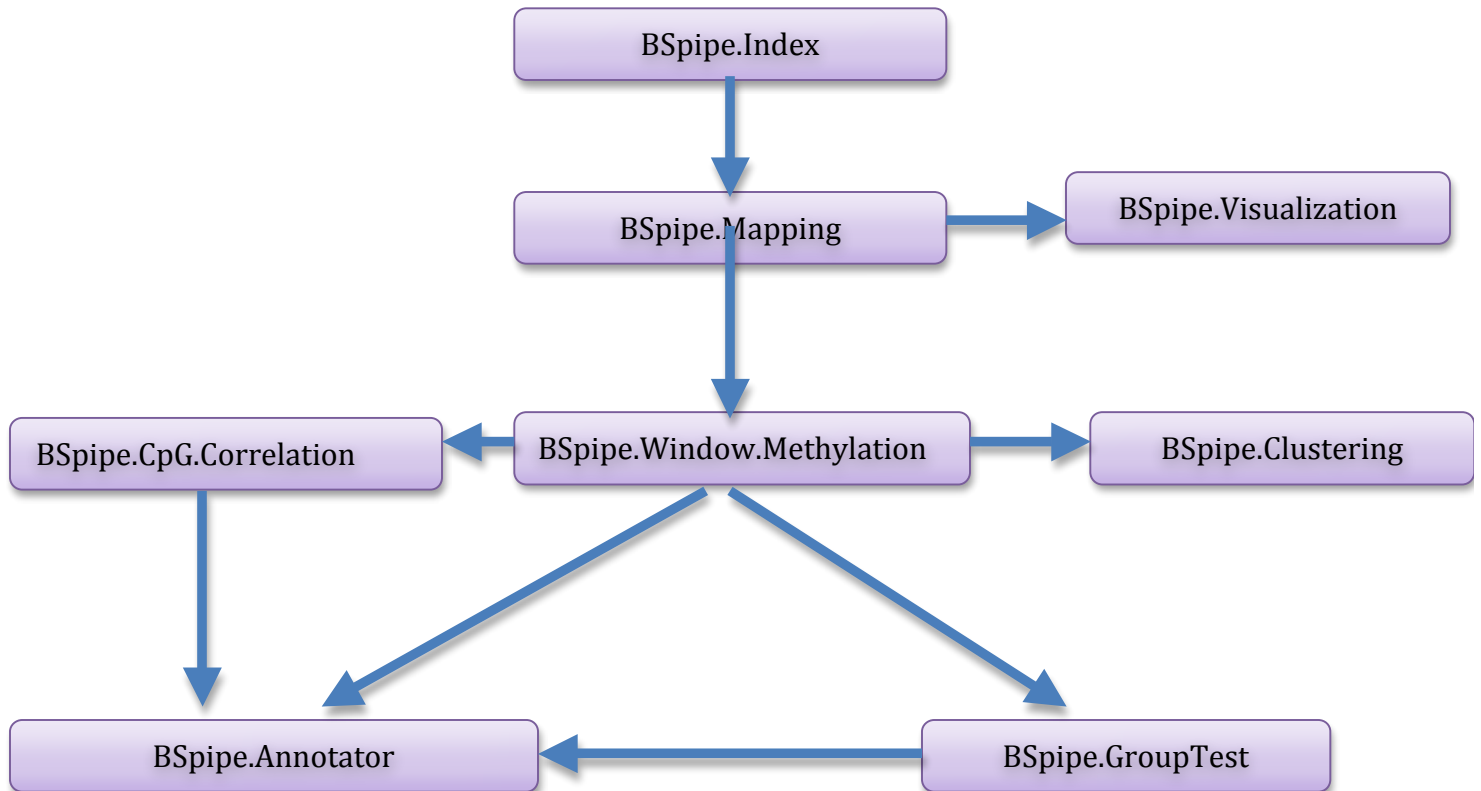 BSpipe.Index
BSpipe.Mapping
BSpipe.Visualization
BSpipe.CpG.Correlation
BSpipe.Window.Methylation
BSpipe.Clustering
BSpipe.Annotator
BSpipe.GroupTest